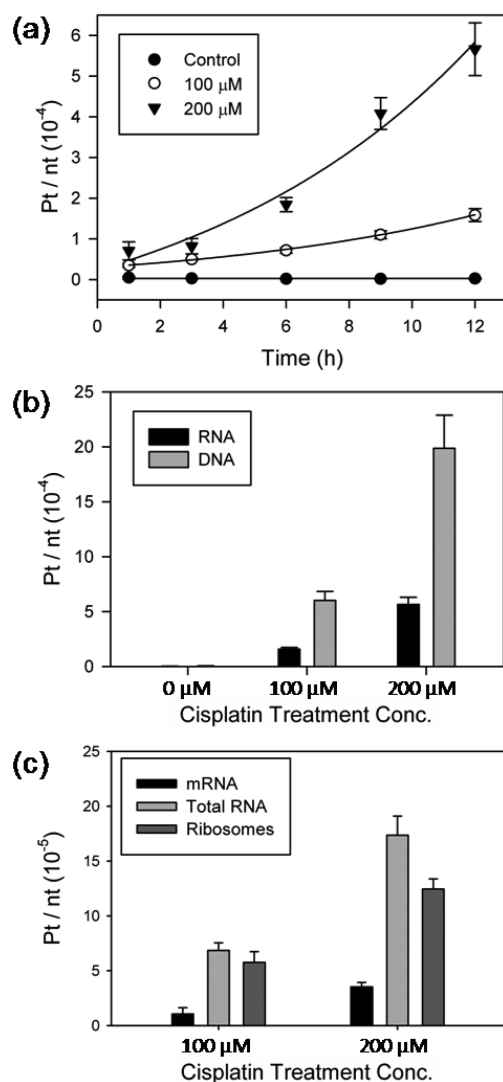 (a)
Pt / nt (10⁻⁴)
6
5
4
3
2
1
0
Control
100 μM
200 μM
0 2 4 6 8 10 12
Time (h)
(b)
Pt / nt (10⁻⁴)
25
20
15
10
5
0
RNA
DNA
0 μM 100 μM 200 μM
Cisplatin Treatment Conc.
(c)
Pt / nt (10⁻⁵)
25
20
15
10
5
0
mRNA
Total RNA
Ribosomes
100 μM 200 μM
Cisplatin Treatment Conc.